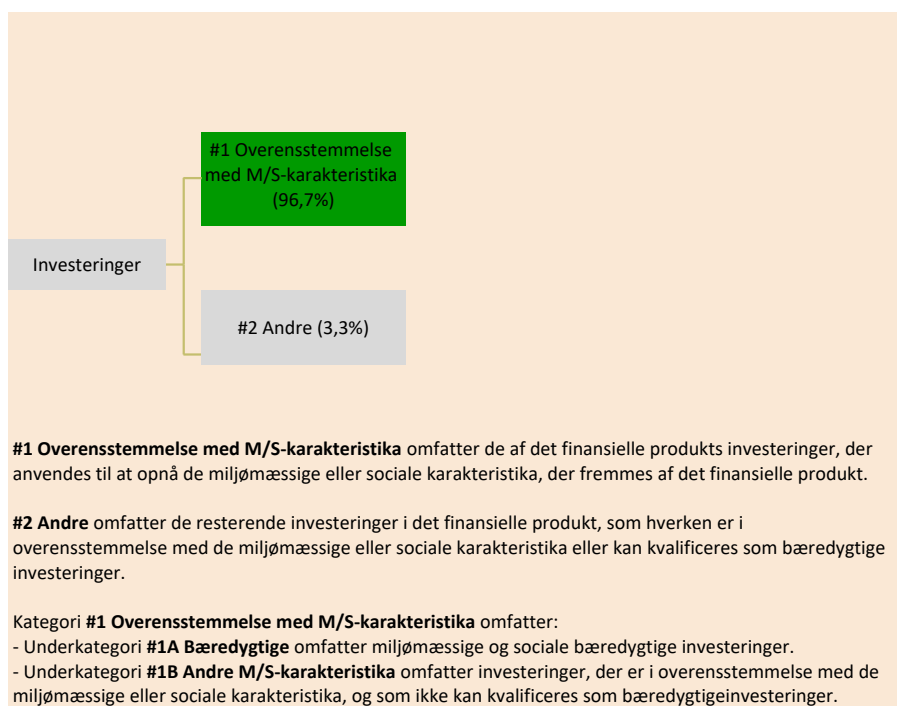 #1 Overensstemmelse
med M/S-karakteristika
(96,7%)
Investeringer
#2 Andre (3,3%)
#1 Overensstemmelse med M/S-karakteristika omfatter de af det finansielle produkts investeringer, der
anvendes til at opnå de miljømæssige eller sociale karakteristika, der fremmes af det finansielle produkt.
#2 Andre omfatter de resterende investeringer i det finansielle produkt, som hverken er i
overensstemmelse med de miljømæssige eller sociale karakteristika eller kan kvalificeres som bæredygtige
investeringer.
Kategori #1 Overensstemmelse med M/S-karakteristika omfatter:
- Underkategori #1A Bæredygtige omfatter miljømæssige og sociale bæredygtige investeringer.
- Underkategori #1B Andre M/S-karakteristika omfatter investeringer, der er i overensstemmelse med de
miljømæssige eller sociale karakteristika, og som ikke kan kvalificeres som bæredygtigeinvesteringer.